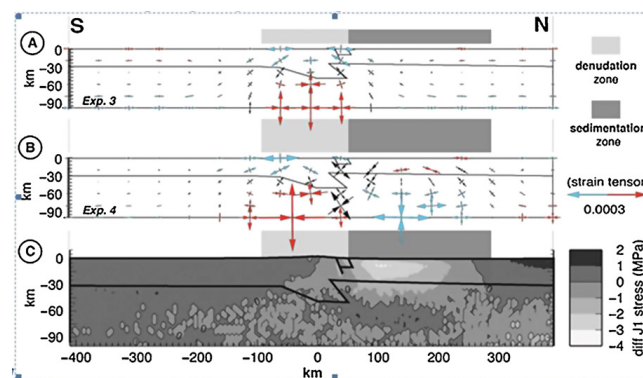 S
N
A
km
0
-30
-60
-90
Exp. 3
B
km
0
-30
-60
-90
Exp. 4
C
km
0
-30
-60
-90
-400
-300
-200
-100
0
100
200
300
km
denudation
zone
sedimentation
zone
(strain tensor
0.0003
2
1
0
-1
-2
-3
-4
diff J1 stress (MPa)